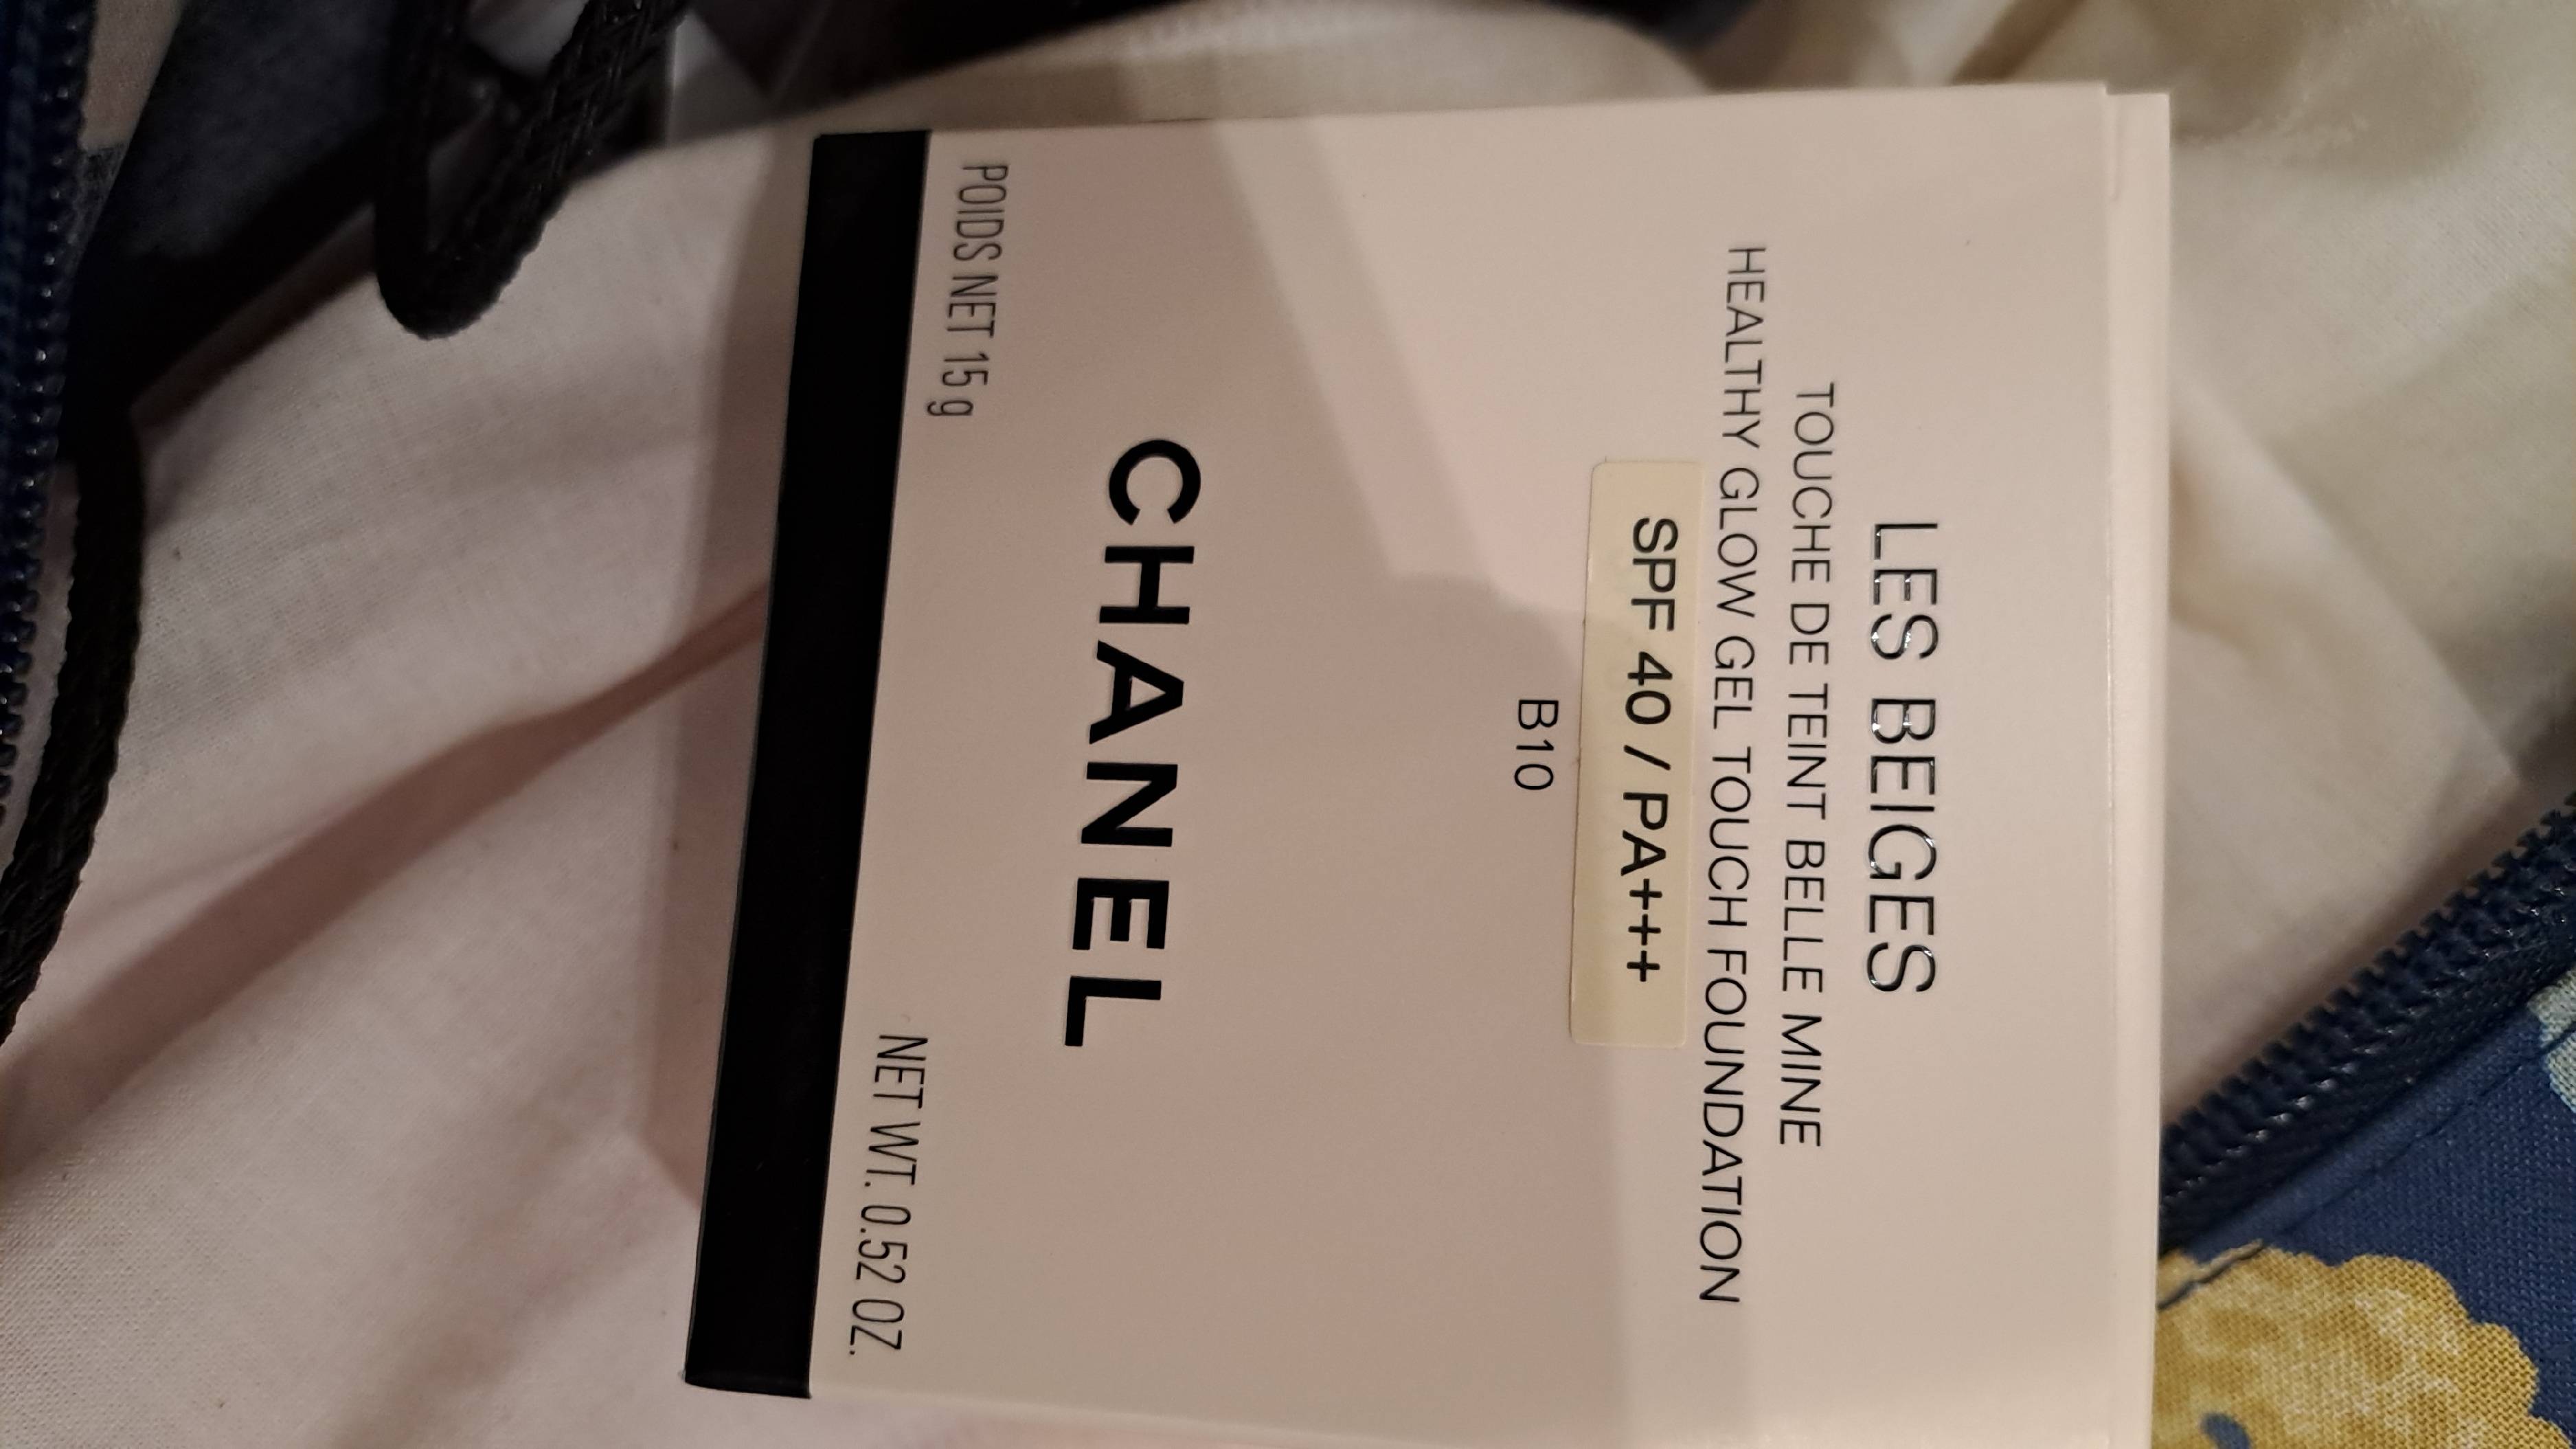 LES BEIGES
TOUCHE DE TEINT BELLE MINE
HEALTHY GLOW GEL TOUCH FOUNDATION
SPF 40 / PA+++
B10
CHANEL
POIDS NET 15 g NET WT. 0.52 OZ.